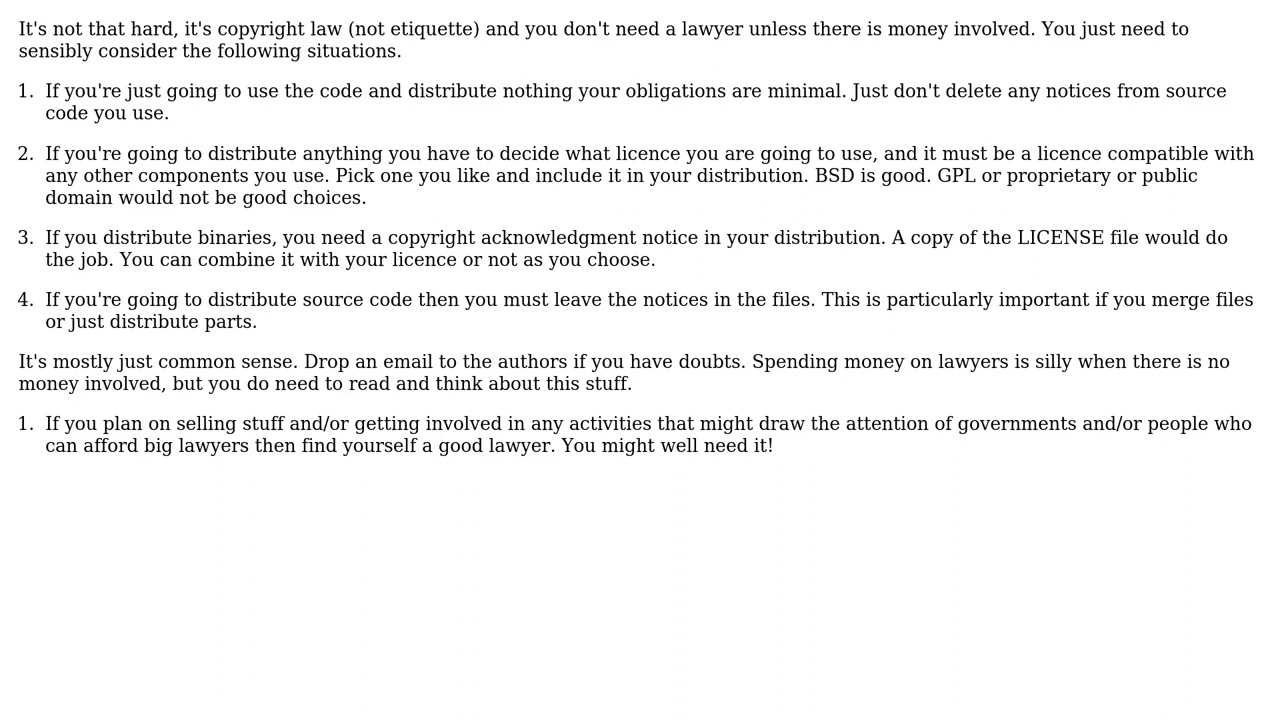 It's not that hard, it's copyright law (not etiquette) and you don't need a lawyer unless there is money involved. You just need to
sensibly consider the following situations.
1. If you're just going to use the code and distribute nothing your obligations are minimal. Just don't delete any notices from source
code you use.
2. If you're going to distribute anything you have to decide what licence you are going to use, and it must be a licence compatible with
any other components you use. Pick one you like and include it in your distribution. BSD is good. GPL or proprietary or public
domain would not be good choices.
3. If you distribute binaries, you need a copyright acknowledgment notice in your distribution. A copy of the LICENSE file would do
the job. You can combine it with your licence or not as you choose.
4. If you're going to distribute source code then you must leave the notices in the files. This is particularly important if you merge files
or just distribute parts.
It's mostly just common sense. Drop an email to the authors if you have doubts. Spending money on lawyers is silly when there is no
money involved, but you do need to read and think about this stuff.
1. If you plan on selling stuff and/or getting involved in any activities that might draw the attention of governments and/or people who
can afford big lawyers then find yourself a good lawyer. You might well need it!